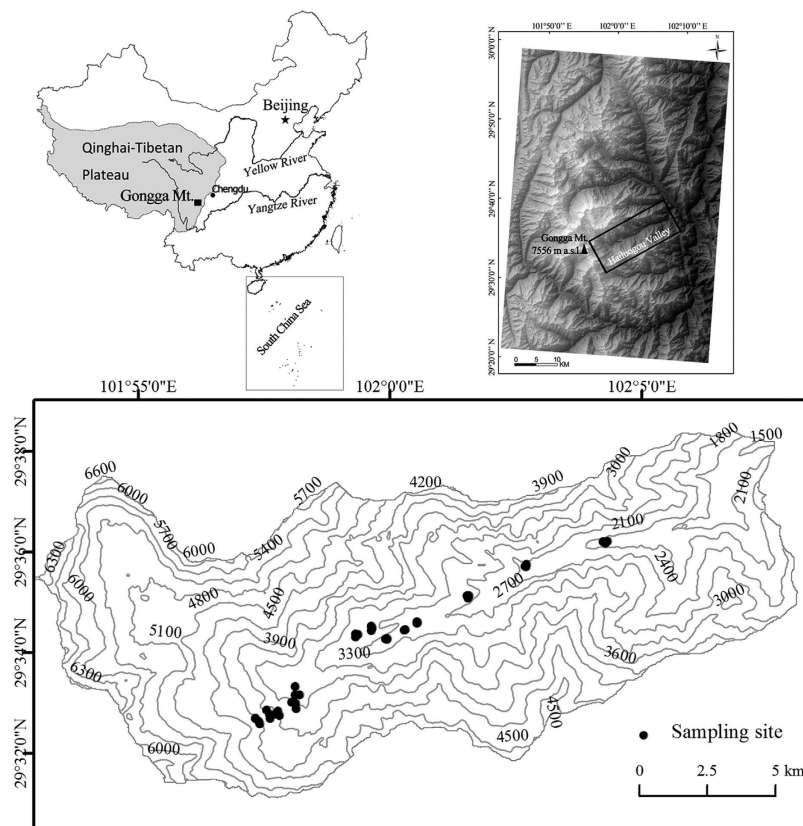 Beijing
Qinghai-Tibetan
Plateau
Gongga Mt.
Chengdu
Yellow River
Yangtze River
South China Sea
101°50'0'' E
102°0'0'' E
102°10'0'' E
N
30°0'0'' N
29°50'0'' N
29°40'0'' N
29°30'0'' N
29°20'0'' N
Gongga Mt.
7556 m a.s.l.
Hailuogou Valley
0 5 10
KM
101°55'0"E
102°0'0"E
102°5'0"E
29°38'0"N
29°36'0"N
29°34'0"N
29°32'0"N
6600
6000
5700
6000
5400
5700
4200
3900
3000
1800
1500
2100
6300
6000
4800
4500
5100
3900
3300
2700
2100
2400
3000
3600
6300
6000
4500
4500
Sampling site
0 2.5 5 km